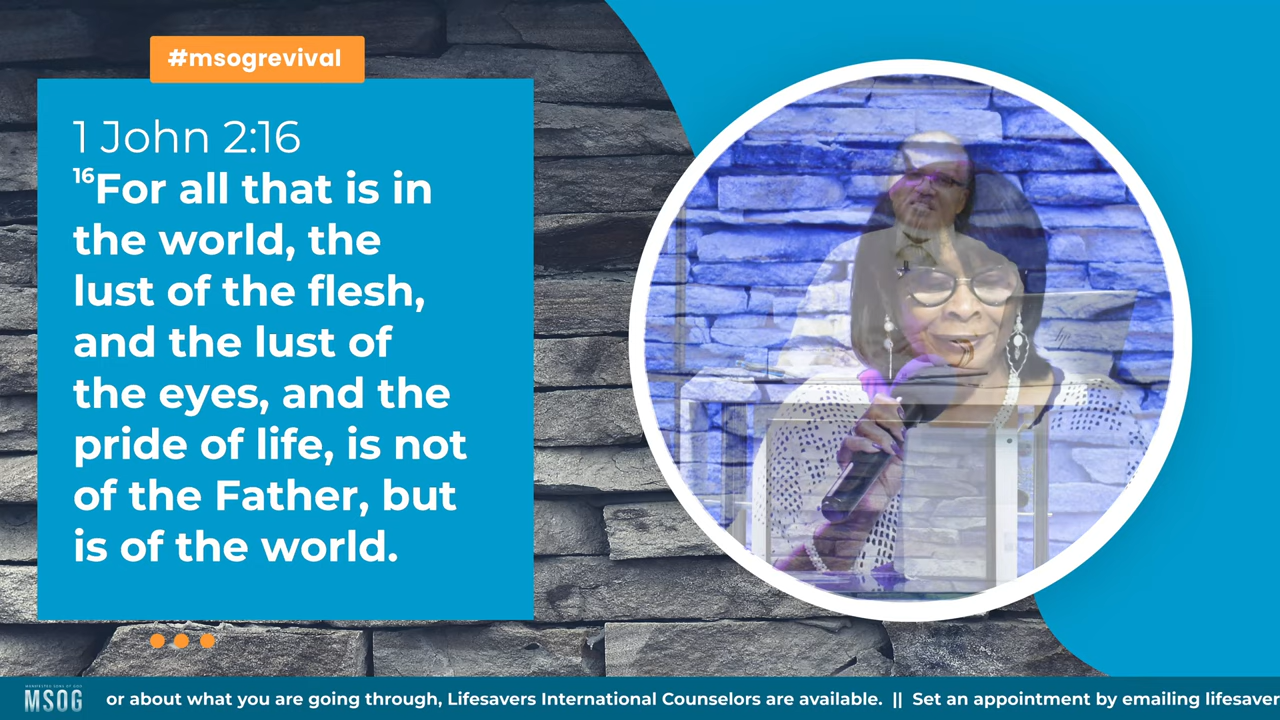 #msogrevival
1 John 2:16
16For all that is in
the world, the
lust of the flesh,
and the lust of
the eyes, and the
pride of life, is not
of the Father, but
is of the world.
MSOG
or about what you are going through, Lifesavers International Counselors are available. || Set an appointment by emailing lifesaver